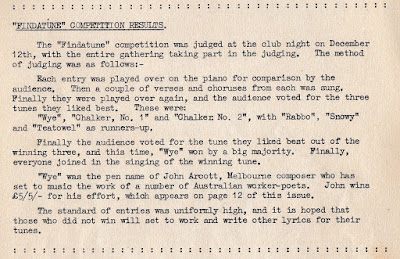 "FINDATUNE" COMPETITION RESULTS.
The "Findatune" competition was judged at the club night on December
12th, with the entire gathering taking part in the judging. The method
of judging was as follows:-
Each entry was played over on the piano for comparison by the
audience. Then a couple of verses and choruses from each was sung.
Finally they were played over again, and the audience voted for the three
tunes they liked best. These were:
"Wye", "Chalker, No. 1" and "Chalker No. 2", with "Rabbo", "Snowy"
and "Teatowel" as runners-up.
Finally the audience voted for the tune they liked best out of the
winning three, and this time, "Wye" won by a big majority. Finally,
everyone joined in the singing of the winning tune.
"Wye" was the pen name of John Arcott, Melbourne composer who has
set to music the work of a number of Australian worker-poets. John wins
£5/5/- for his effort, which appears on page 12 of this issue.
The standard of entries was uniformly high, and it is hoped that
those who did not win will set to work and write other lyrics for their
tunes.